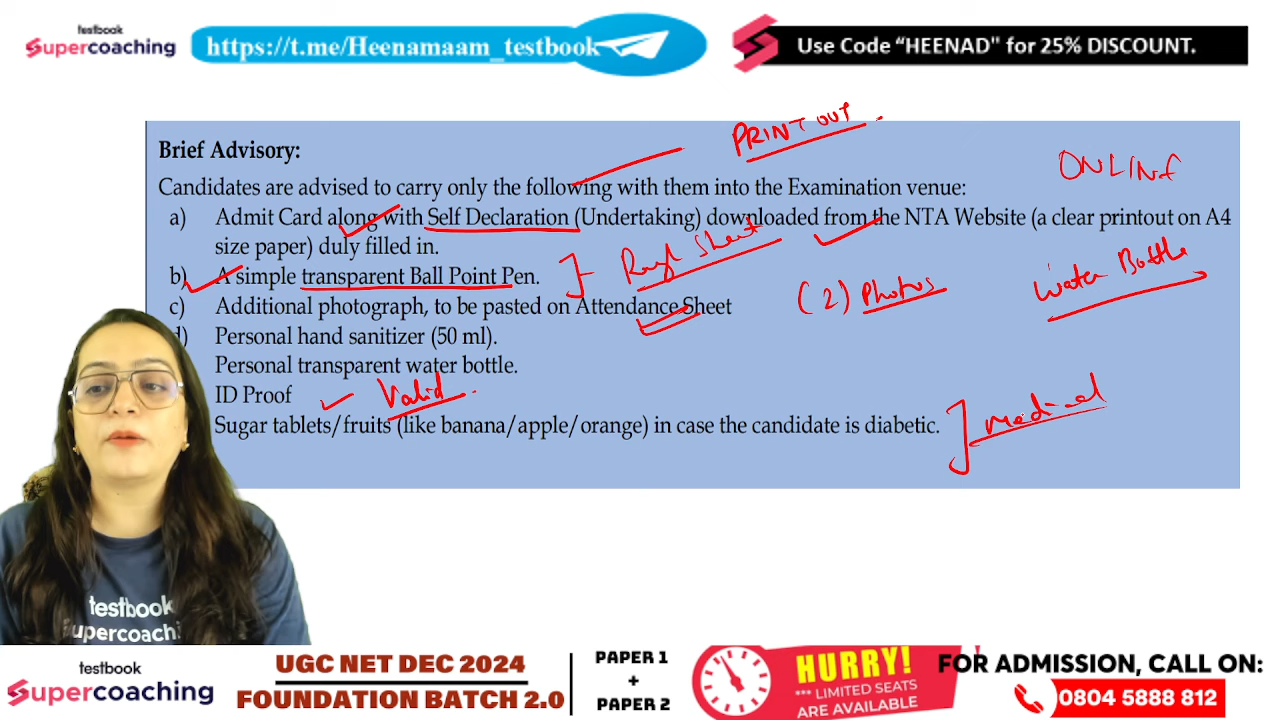 testbook
Supercoaching
https://t.me/Heenamaam_testbook
Use Code “HEENAD" for 25% DISCOUNT.
PRINT OUT
Brief Advisory:
ONLINE
Candidates are advised to carry only the following with them into the Examination venue:
a) Admit Card along with Self Declaration (Undertaking) downloaded from the NTA Website (a clear printout on A4
size paper) duly filled in.
Rough Sheet
Water Bottle
b) A simple transparent Ball Point Pen.
(2) Photos
c) Additional photograph, to be pasted on Attendance Sheet
d) Personal hand sanitizer (50 ml).
Personal transparent water bottle.
ID Proof
Valid
Medical
Sugar tablets/fruits (like banana/apple/orange) in case the candidate is diabetic.
testbook
Supercoachi
testbook
Supercoaching
UGC NET DEC 2024
FOUNDATION BATCH 2.0
PAPER 1
+
PAPER 2
HURRY!
*** LIMITED SEATS
ARE AVAILABLE
FOR ADMISSION, CALL ON:
0804 5888 812